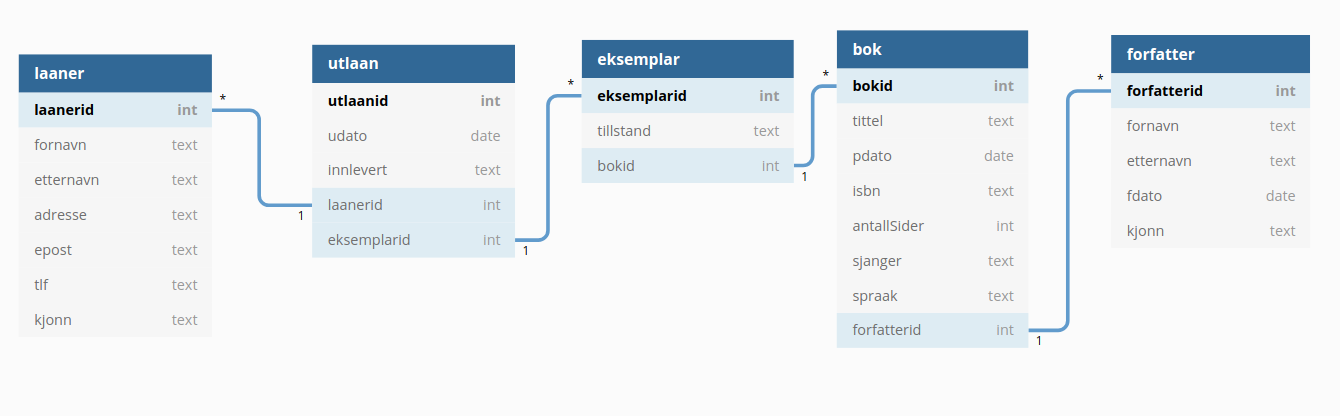 laaner
laanerid int
fornavn text
etternavn text
adresse text
epost text
tlf text
kjonn text
*
1
utlaan
utlaanid int
udato date
innlevert text
laanerid int
eksemplarid int
1
*
eksemplar
eksemplarid int
tillstand text
bokid int
1
*
bok
bokid int
tittel text
pdato date
isbn text
antallSider int
sjanger text
spraak text
forfatterid int
1
*
forfatter
forfatterid int
fornavn text
etternavn text
fdato date
kjonn text